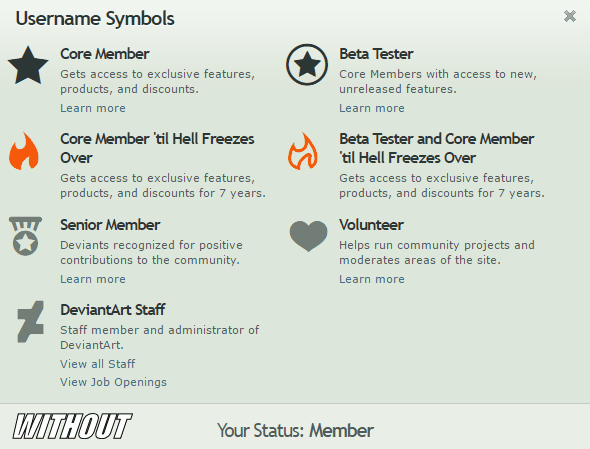 Username Symbols
Core Member
Gets access to exclusive features,
products, and discounts.
Learn more
Beta Tester
Core Members with access to new,
unreleased features.
Learn more
Core Member 'til Hell Freezes
Over
Gets access to exclusive features,
products, and discounts for 7 years.
Beta Tester and Core Member
'til Hell Freezes Over
Gets access to exclusive features,
products, and discounts for 7 years.
Senior Member
Deviants recognized for positive
contributions to the community.
Learn more
Volunteer
Helps run community projects and
moderates areas of the site.
Learn more
DeviantArt Staff
Staff member and administrator of
DeviantArt.
View all Staff
View Job Openings
WITHOUT
Your Status: Member